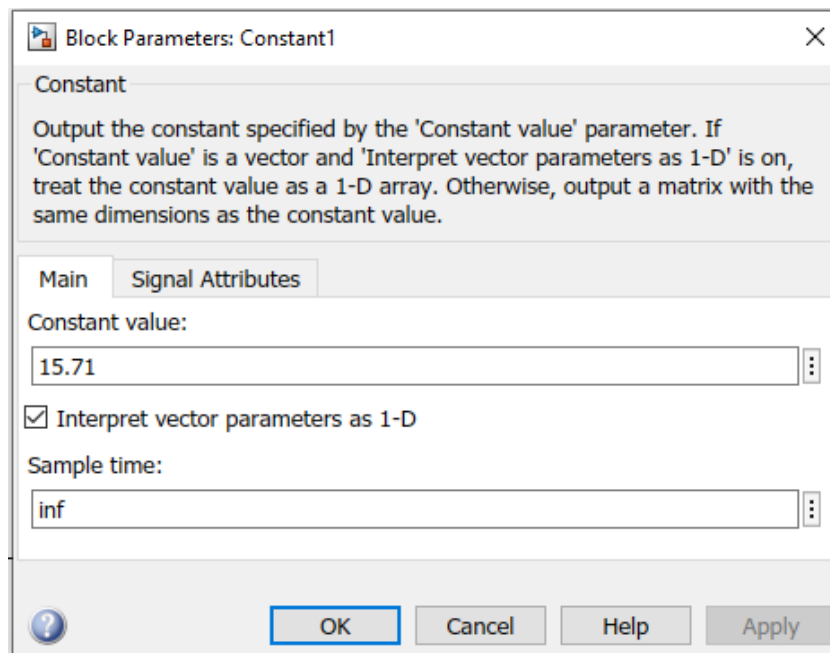 Block Parameters: Constant1
Constant
Output the constant specified by the 'Constant value' parameter. If
'Constant value' is a vector and 'Interpret vector parameters as 1-D' is on,
treat the constant value as a 1-D array. Otherwise, output a matrix with the
same dimensions as the constant value.
Main Signal Attributes
Constant value:
15.71
Interpret vector parameters as 1-D
Sample time:
inf
OK Cancel Help Apply